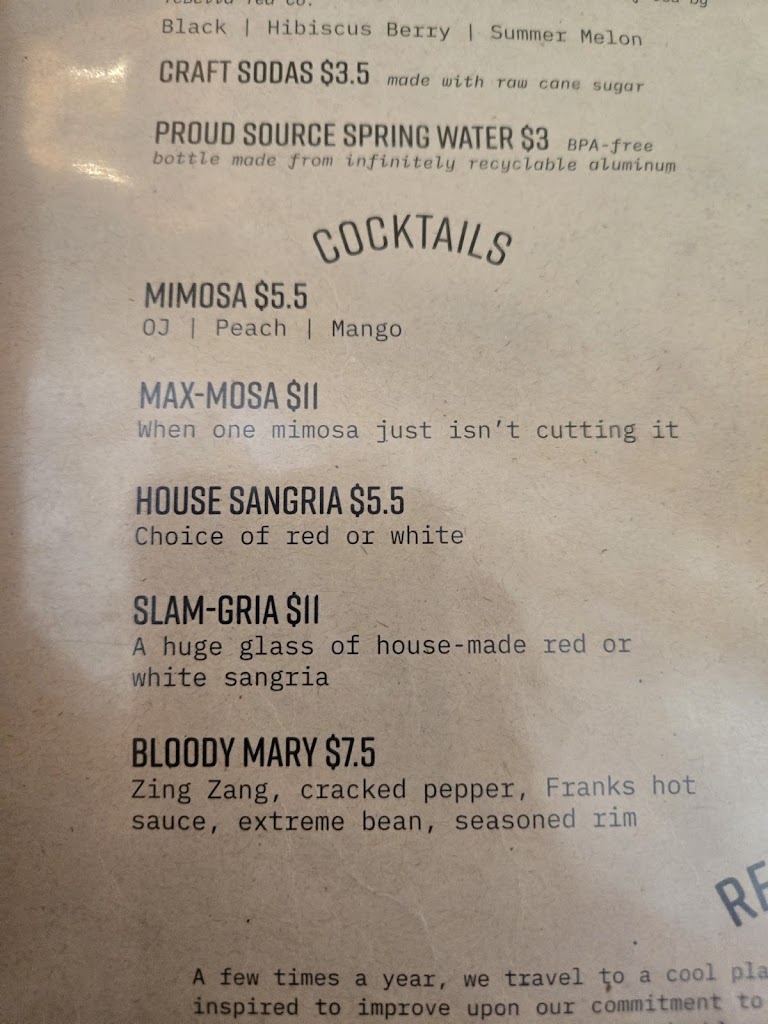 Black | Hibiscus Berry | Summer Melon
CRAFT SODAS $3.5 made with raw cane sugar
PROUD SOURCE SPRING WATER $3 BPA-free
bottle made from infinitely recyclable aluminum
COCKTAILS
MIMOSA $5.5
OJ | Peach | Mango
MAX-MOSA $11
When one mimosa just isn't cutting it
HOUSE SANGRIA $5.5
Choice of red or white
SLAM-GRIA $11
A huge glass of house-made red or
white sangria
BLOODY MARY $7.5
Zing Zang, cracked pepper, Franks hot
sauce, extreme bean, seasoned rim
A few times a year, we travel to a cool
inspired to improve upon our commitment to